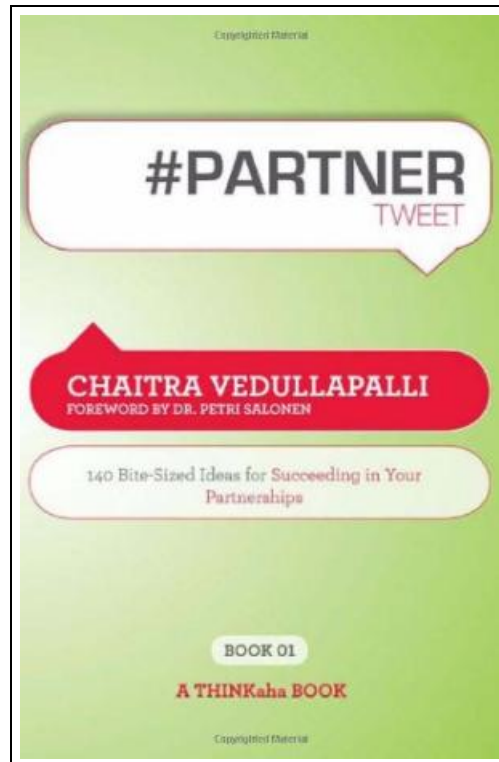 Copyrighted Material
#PARTNER
TWEET
CHAITRA VEDULLAPALLI
FOREWORD BY DR. PETRI SALONEN
140 Bite-Sized Ideas for Succeeding in Your
Partnerships
BOOK 01
A THINKaha BOOK
Copyrighted Material